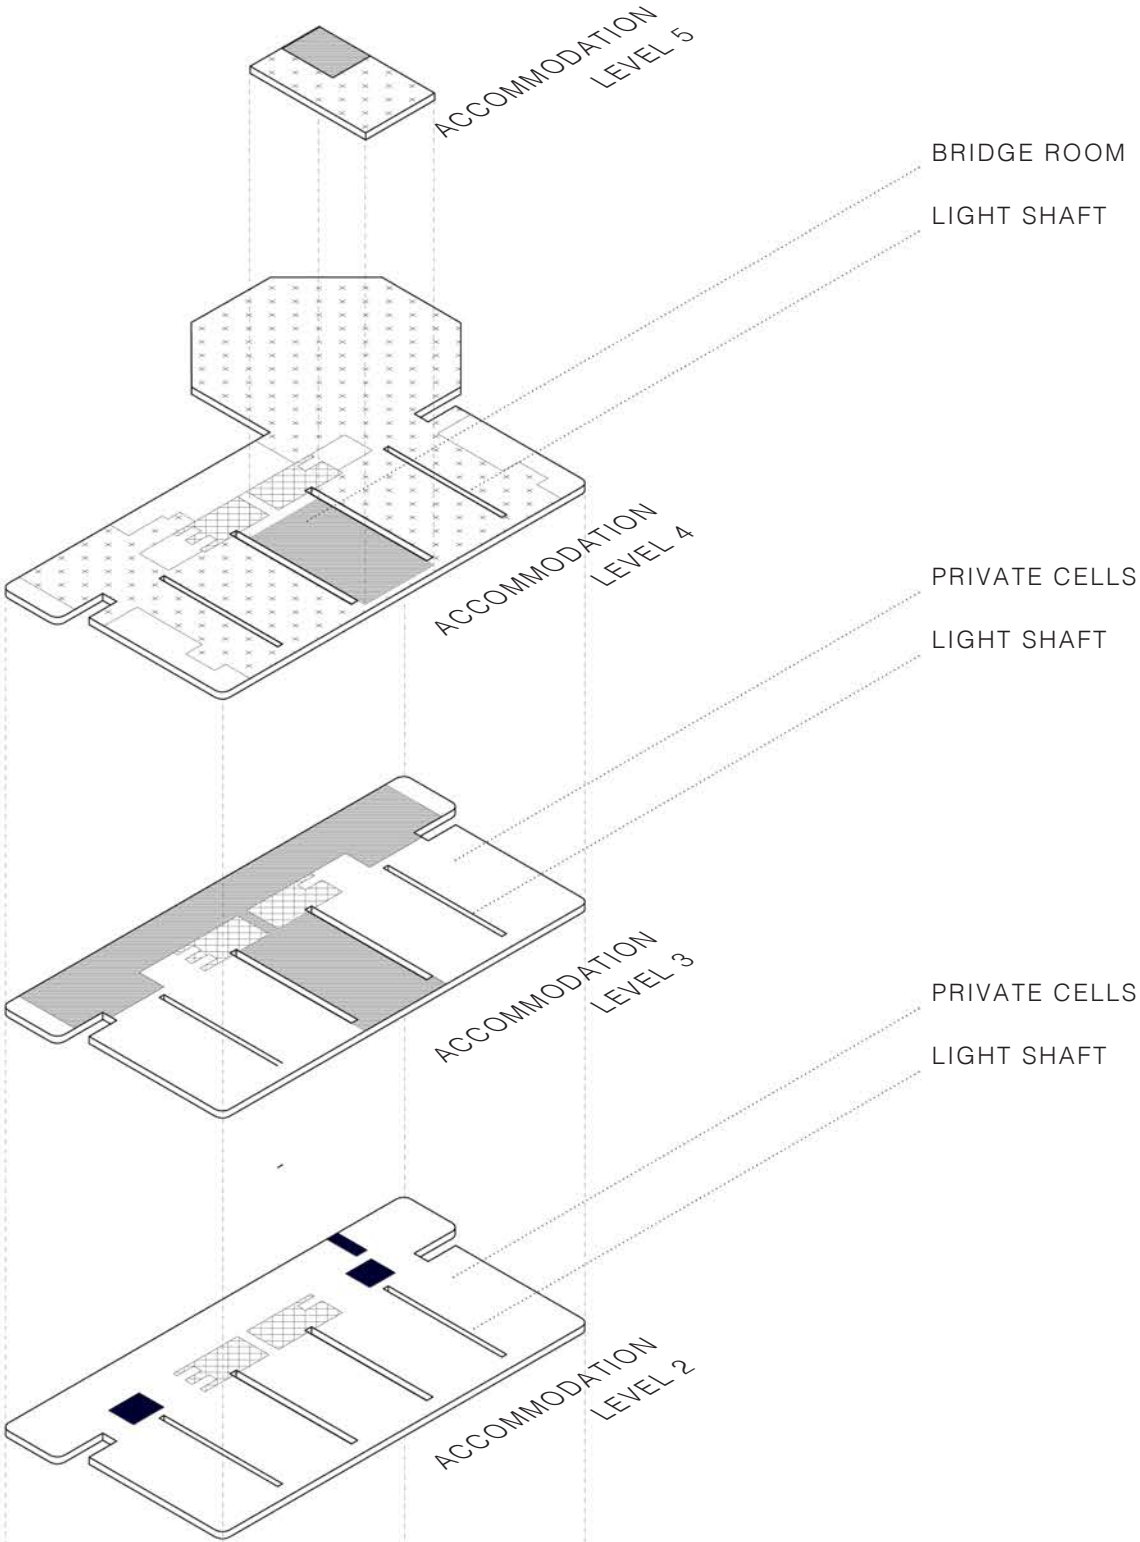 ACCOMMODATION
LEVEL 5
BRIDGE ROOM
LIGHT SHAFT
ACCOMMODATION
LEVEL 4
PRIVATE CELLS
LIGHT SHAFT
ACCOMMODATION
LEVEL 3
PRIVATE CELLS
LIGHT SHAFT
ACCOMMODATION
LEVEL 2